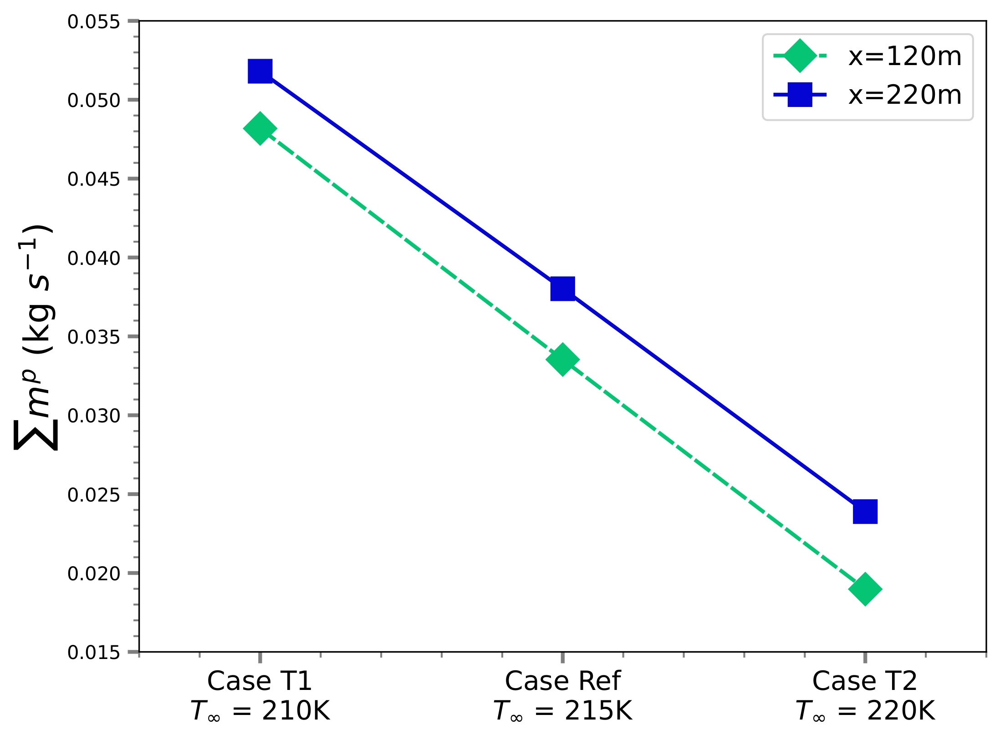 0.055
0.050
0.045
0.040
0.035
0.030
0.025
0.020
0.015
∑ mᵖ (kg s⁻¹)
x=120m
x=220m
Case T1
T∞ = 210K
Case Ref
T∞ = 215K
Case T2
T∞ = 220K